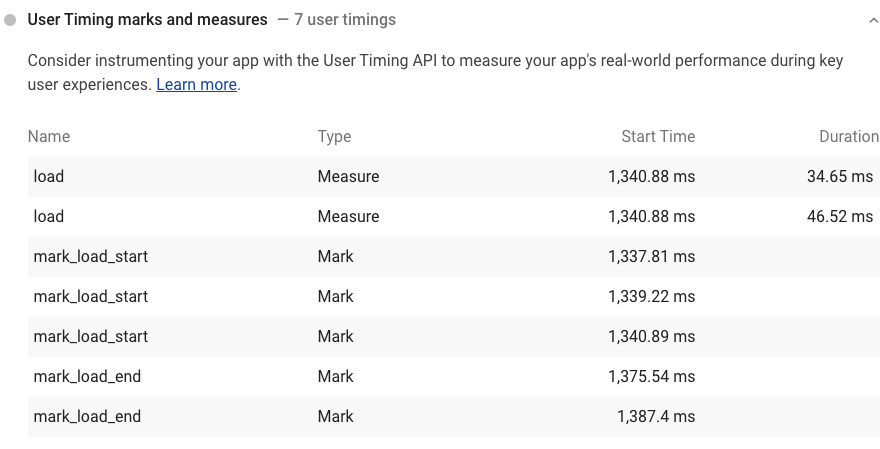 User Timing marks and measures — 7 user timings
Consider instrumenting your app with the User Timing API to measure your app's real-world performance during key
user experiences. Learn more.
Name Type Start Time Duration
load Measure 1,340.88 ms 34.65 ms
load Measure 1,340.88 ms 46.52 ms
mark_load_start Mark 1,337.81 ms
mark_load_start Mark 1,339.22 ms
mark_load_start Mark 1,340.89 ms
mark_load_end Mark 1,375.54 ms
mark_load_end Mark 1,387.4 ms